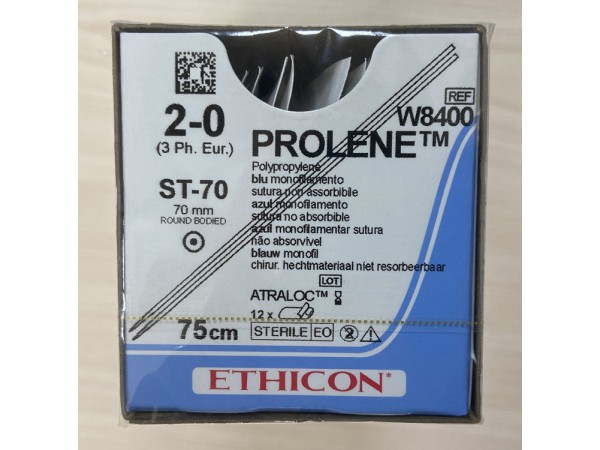 REF
W8400
2-0
(3 Ph. Eur.)
PROLENE™
Polypropylene
blu monofilamento
sutura non assorbibile
azul monofilamento
sutura no absorbible
azul monofilamentar sutura
não absorvível
blauw monofil
chirur. hechtmateriaal niet resorbeerbaar
ST-70
70 mm
ROUND BODIED
LOT
ATRALOC™
12 x
75cm
STERILE EO
2
ETHICON*